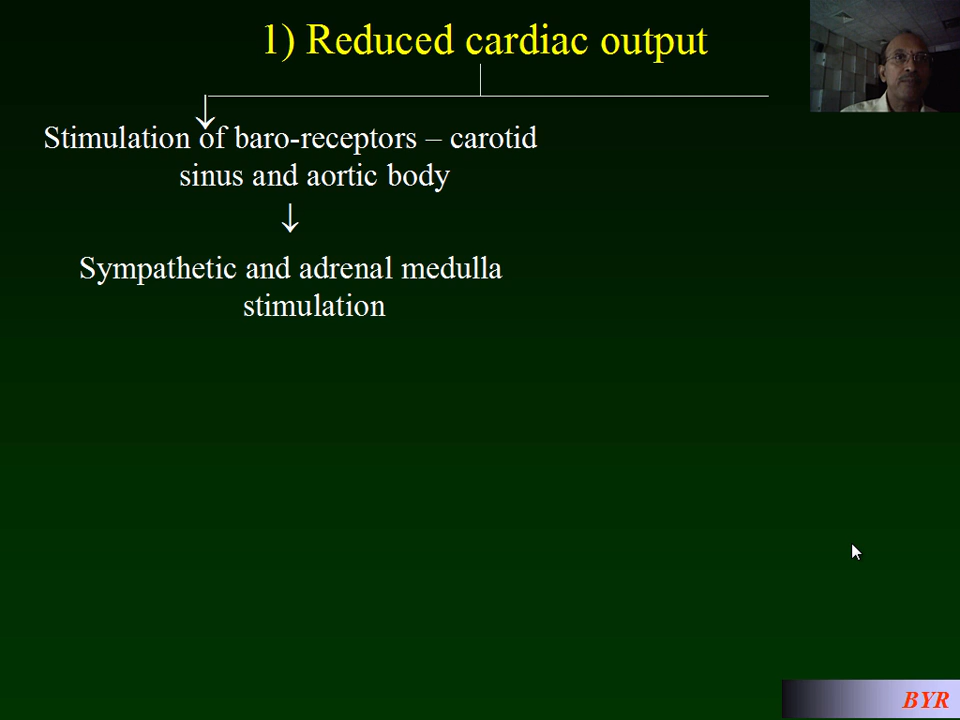 1) Reduced cardiac output
↓
Stimulation of baro-receptors – carotid
sinus and aortic body
↓
Sympathetic and adrenal medulla
stimulation
BYR